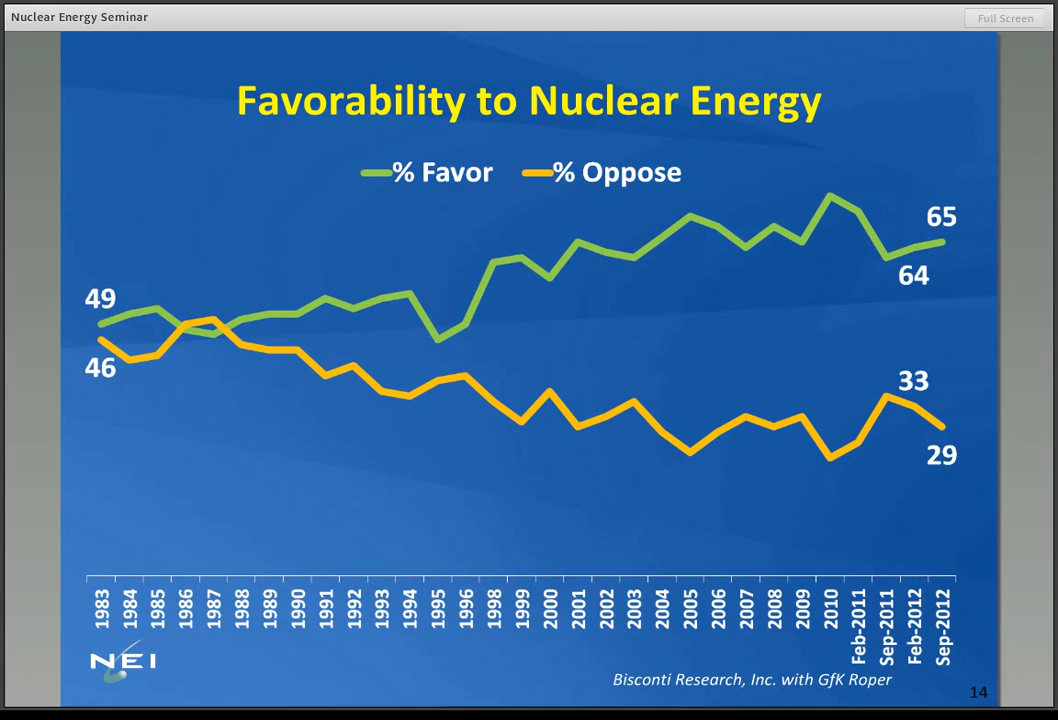 Nuclear Energy Seminar
Full Screen
Favorability to Nuclear Energy
% Favor % Oppose
65
64
49
46
33
29
1983 1984 1985 1986 1987 1988 1989 1990 1991 1992 1993 1994 1995 1996 1998 1999 2000 2001 2002 2003 2004 2005 2006 2007 2008 2009 2010 Feb-2011 Sep-2011 Feb-2012 Sep-2012
NEI
Bisconti Research, Inc. with GfK Roper
14